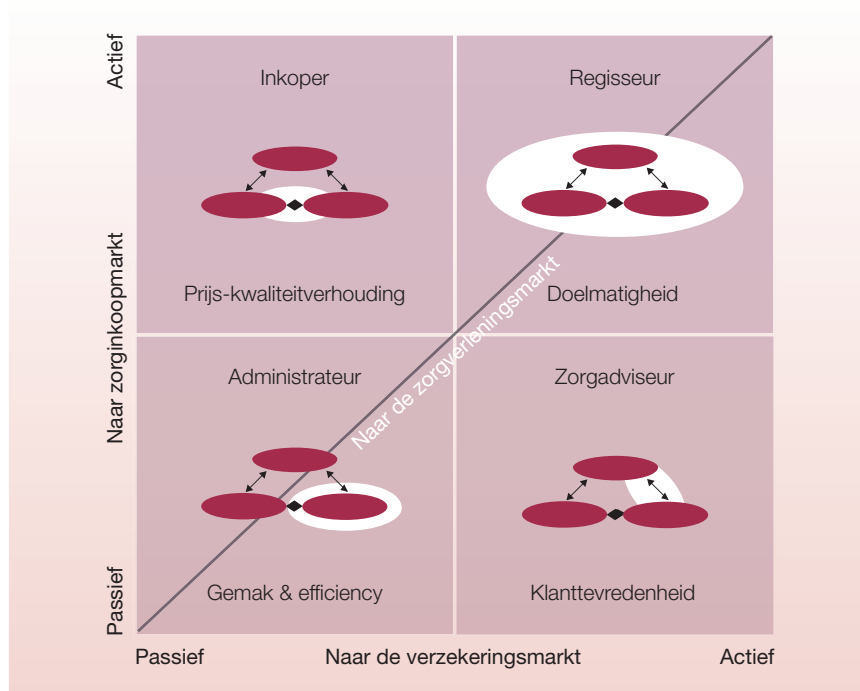 Actief
Naar zorginkoopmarkt
Passief
Inkoper
Prijs-kwaliteitverhouding
Regisseur
Doelmatigheid
Naar de zorgverleningsmarkt
Administrateur
Gemak & efficiency
Zorgadviseur
Klanttevredenheid
Passief
Naar de verzekeringsmarkt
Actief